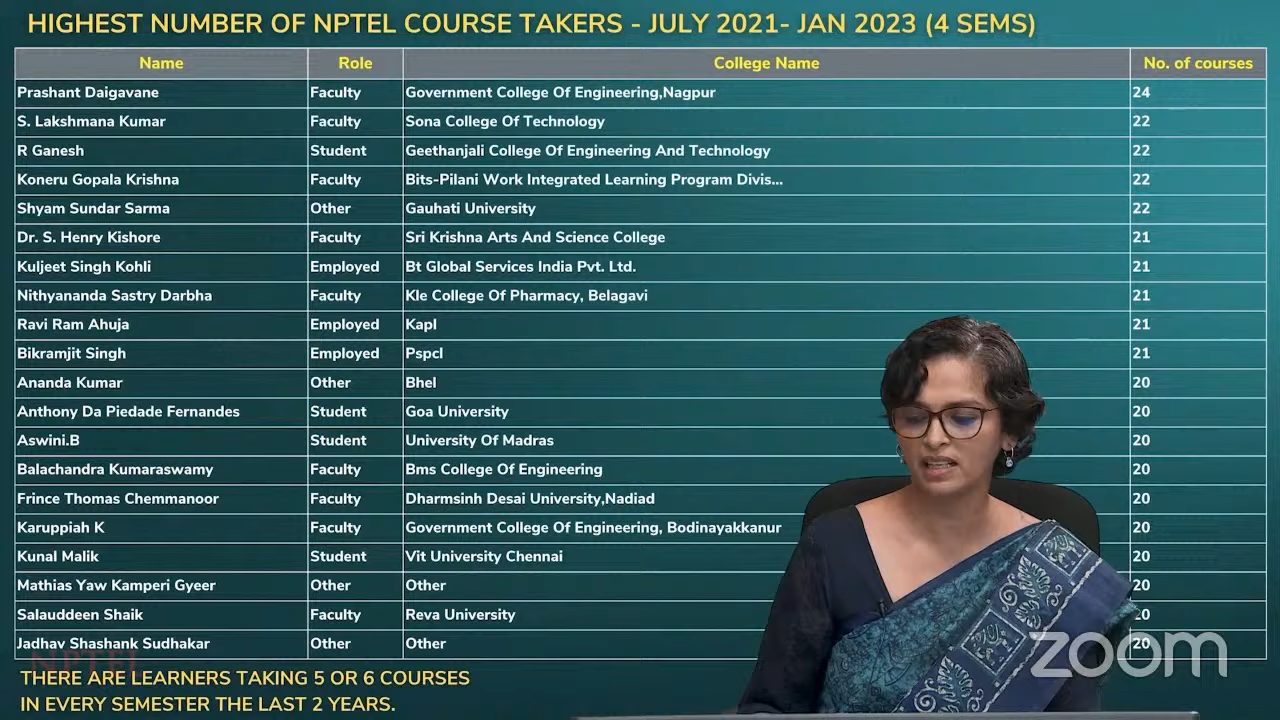 HIGHEST NUMBER OF NPTEL COURSE TAKERS - JULY 2021- JAN 2023 (4 SEMS)
Name Role College Name No. of courses
Prashant Daigavane Faculty Government College Of Engineering,Nagpur 24
S. Lakshmana Kumar Faculty Sona College Of Technology 22
R Ganesh Student Geethanjali College Of Engineering And Technology 22
Koneru Gopala Krishna Faculty Bits-Pilani Work Integrated Learning Program Divis... 22
Shyam Sundar Sarma Other Gauhati University 22
Dr. S. Henry Kishore Faculty Sri Krishna Arts And Science College 21
Kuljeet Singh Kohli Employed Bt Global Services India Pvt. Ltd. 21
Nithyananda Sastry Darbha Faculty Kle College Of Pharmacy, Belagavi 21
Ravi Ram Ahuja Employed Kapl 21
Bikramjit Singh Employed Pspcl 21
Ananda Kumar Other Bhel 20
Anthony Da Piedade Fernandes Student Goa University 20
Aswini.B Student University Of Madras 20
Balachandra Kumaraswamy Faculty Bms College Of Engineering 20
Frince Thomas Chemmanoor Faculty Dharmsinh Desai University,Nadiad 20
Karuppiah K Faculty Government College Of Engineering, Bodinayakkanur 20
Kunal Malik Student Vit University Chennai 20
Mathias Yaw Kamperi Gyeer Other Other 20
Salauddeen Shaik Faculty Reva University 20
Jadhav Shashank Sudhakar Other Other 20
NPTEL
zoom
THERE ARE LEARNERS TAKING 5 OR 6 COURSES
IN EVERY SEMESTER THE LAST 2 YEARS.